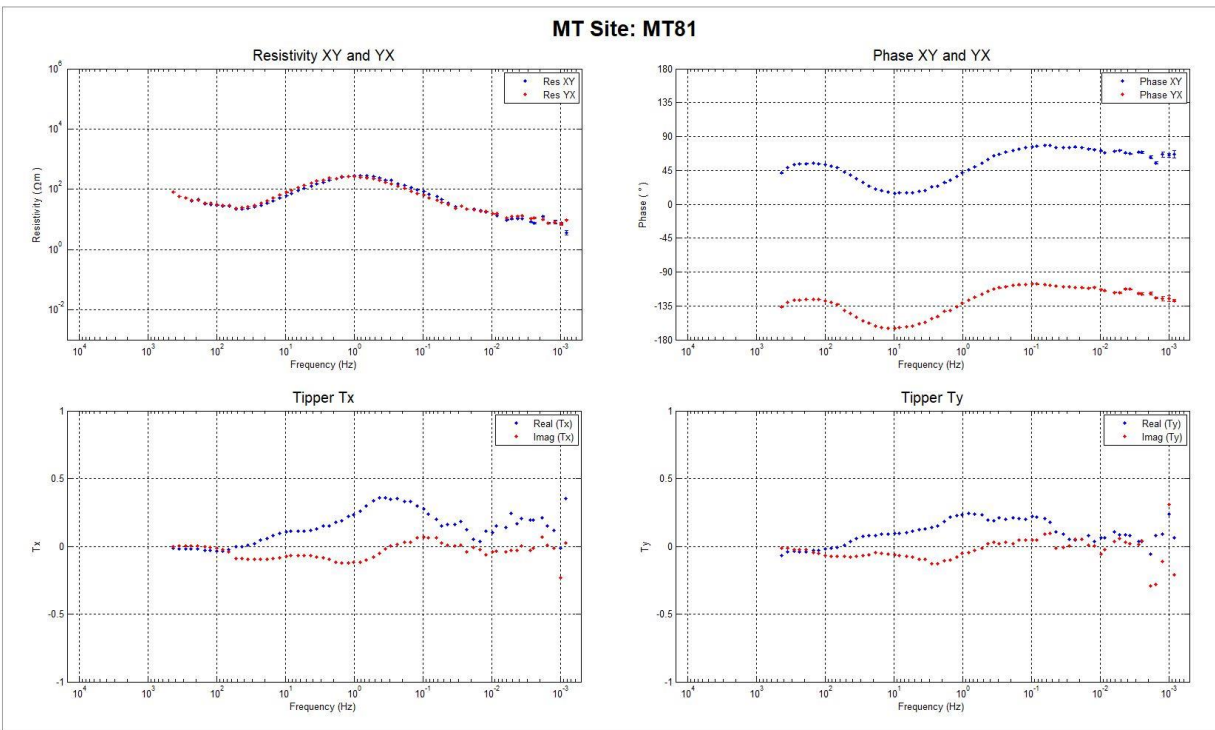 MT Site: MT81
Resistivity XY and YX
Res XY
Res YX
Resistivity (Ωm)
10^6
10^4
10^2
10^0
10^-2
10^4 10^3 10^2 10^1 10^0 10^-1 10^-2 10^-3
Frequency (Hz)
Phase XY and YX
Phase XY
Phase YX
Phase (°)
180
135
90
45
0
-45
-90
-135
-180
10^4 10^3 10^2 10^1 10^0 10^-1 10^-2 10^-3
Frequency (Hz)
Tipper Tx
Real (Tx)
Imag (Tx)
Tx
1
0.5
0
-0.5
-1
10^4 10^3 10^2 10^1 10^0 10^-1 10^-2 10^-3
Frequency (Hz)
Tipper Ty
Real (Ty)
Imag (Ty)
Ty
1
0.5
0
-0.5
-1
10^4 10^3 10^2 10^1 10^0 10^-1 10^-2 10^-3
Frequency (Hz)